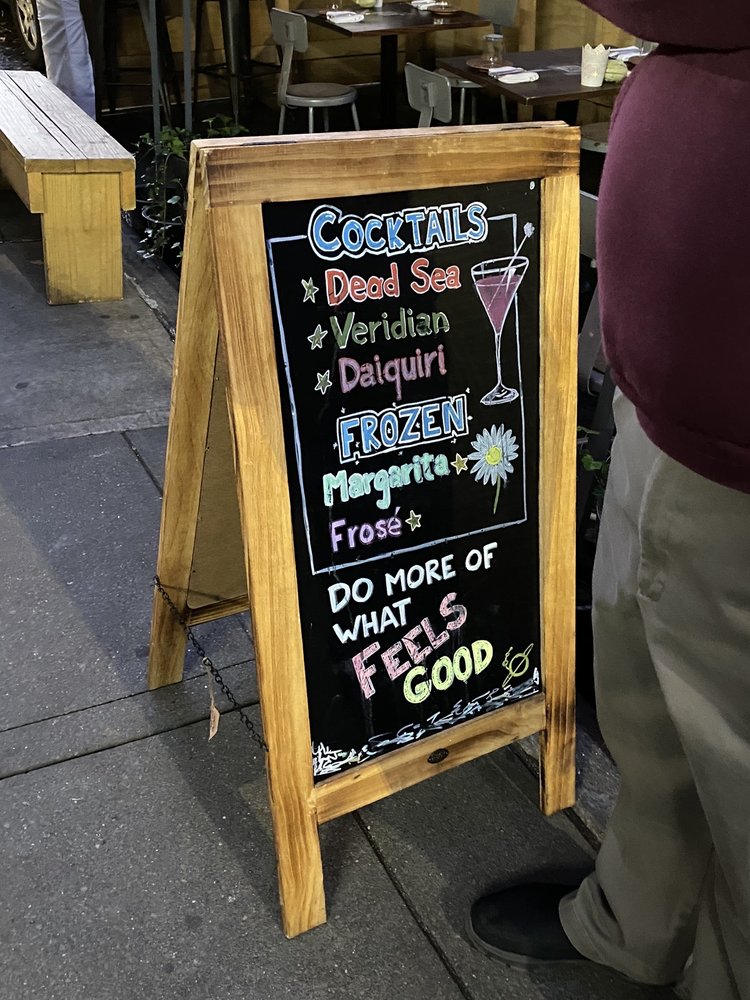 COCKTAILS
Dead Sea
Veridian
Daiquiri
FROZEN
Margarita
Frosé
DO MORE OF
WHAT
FEELS
GOOD